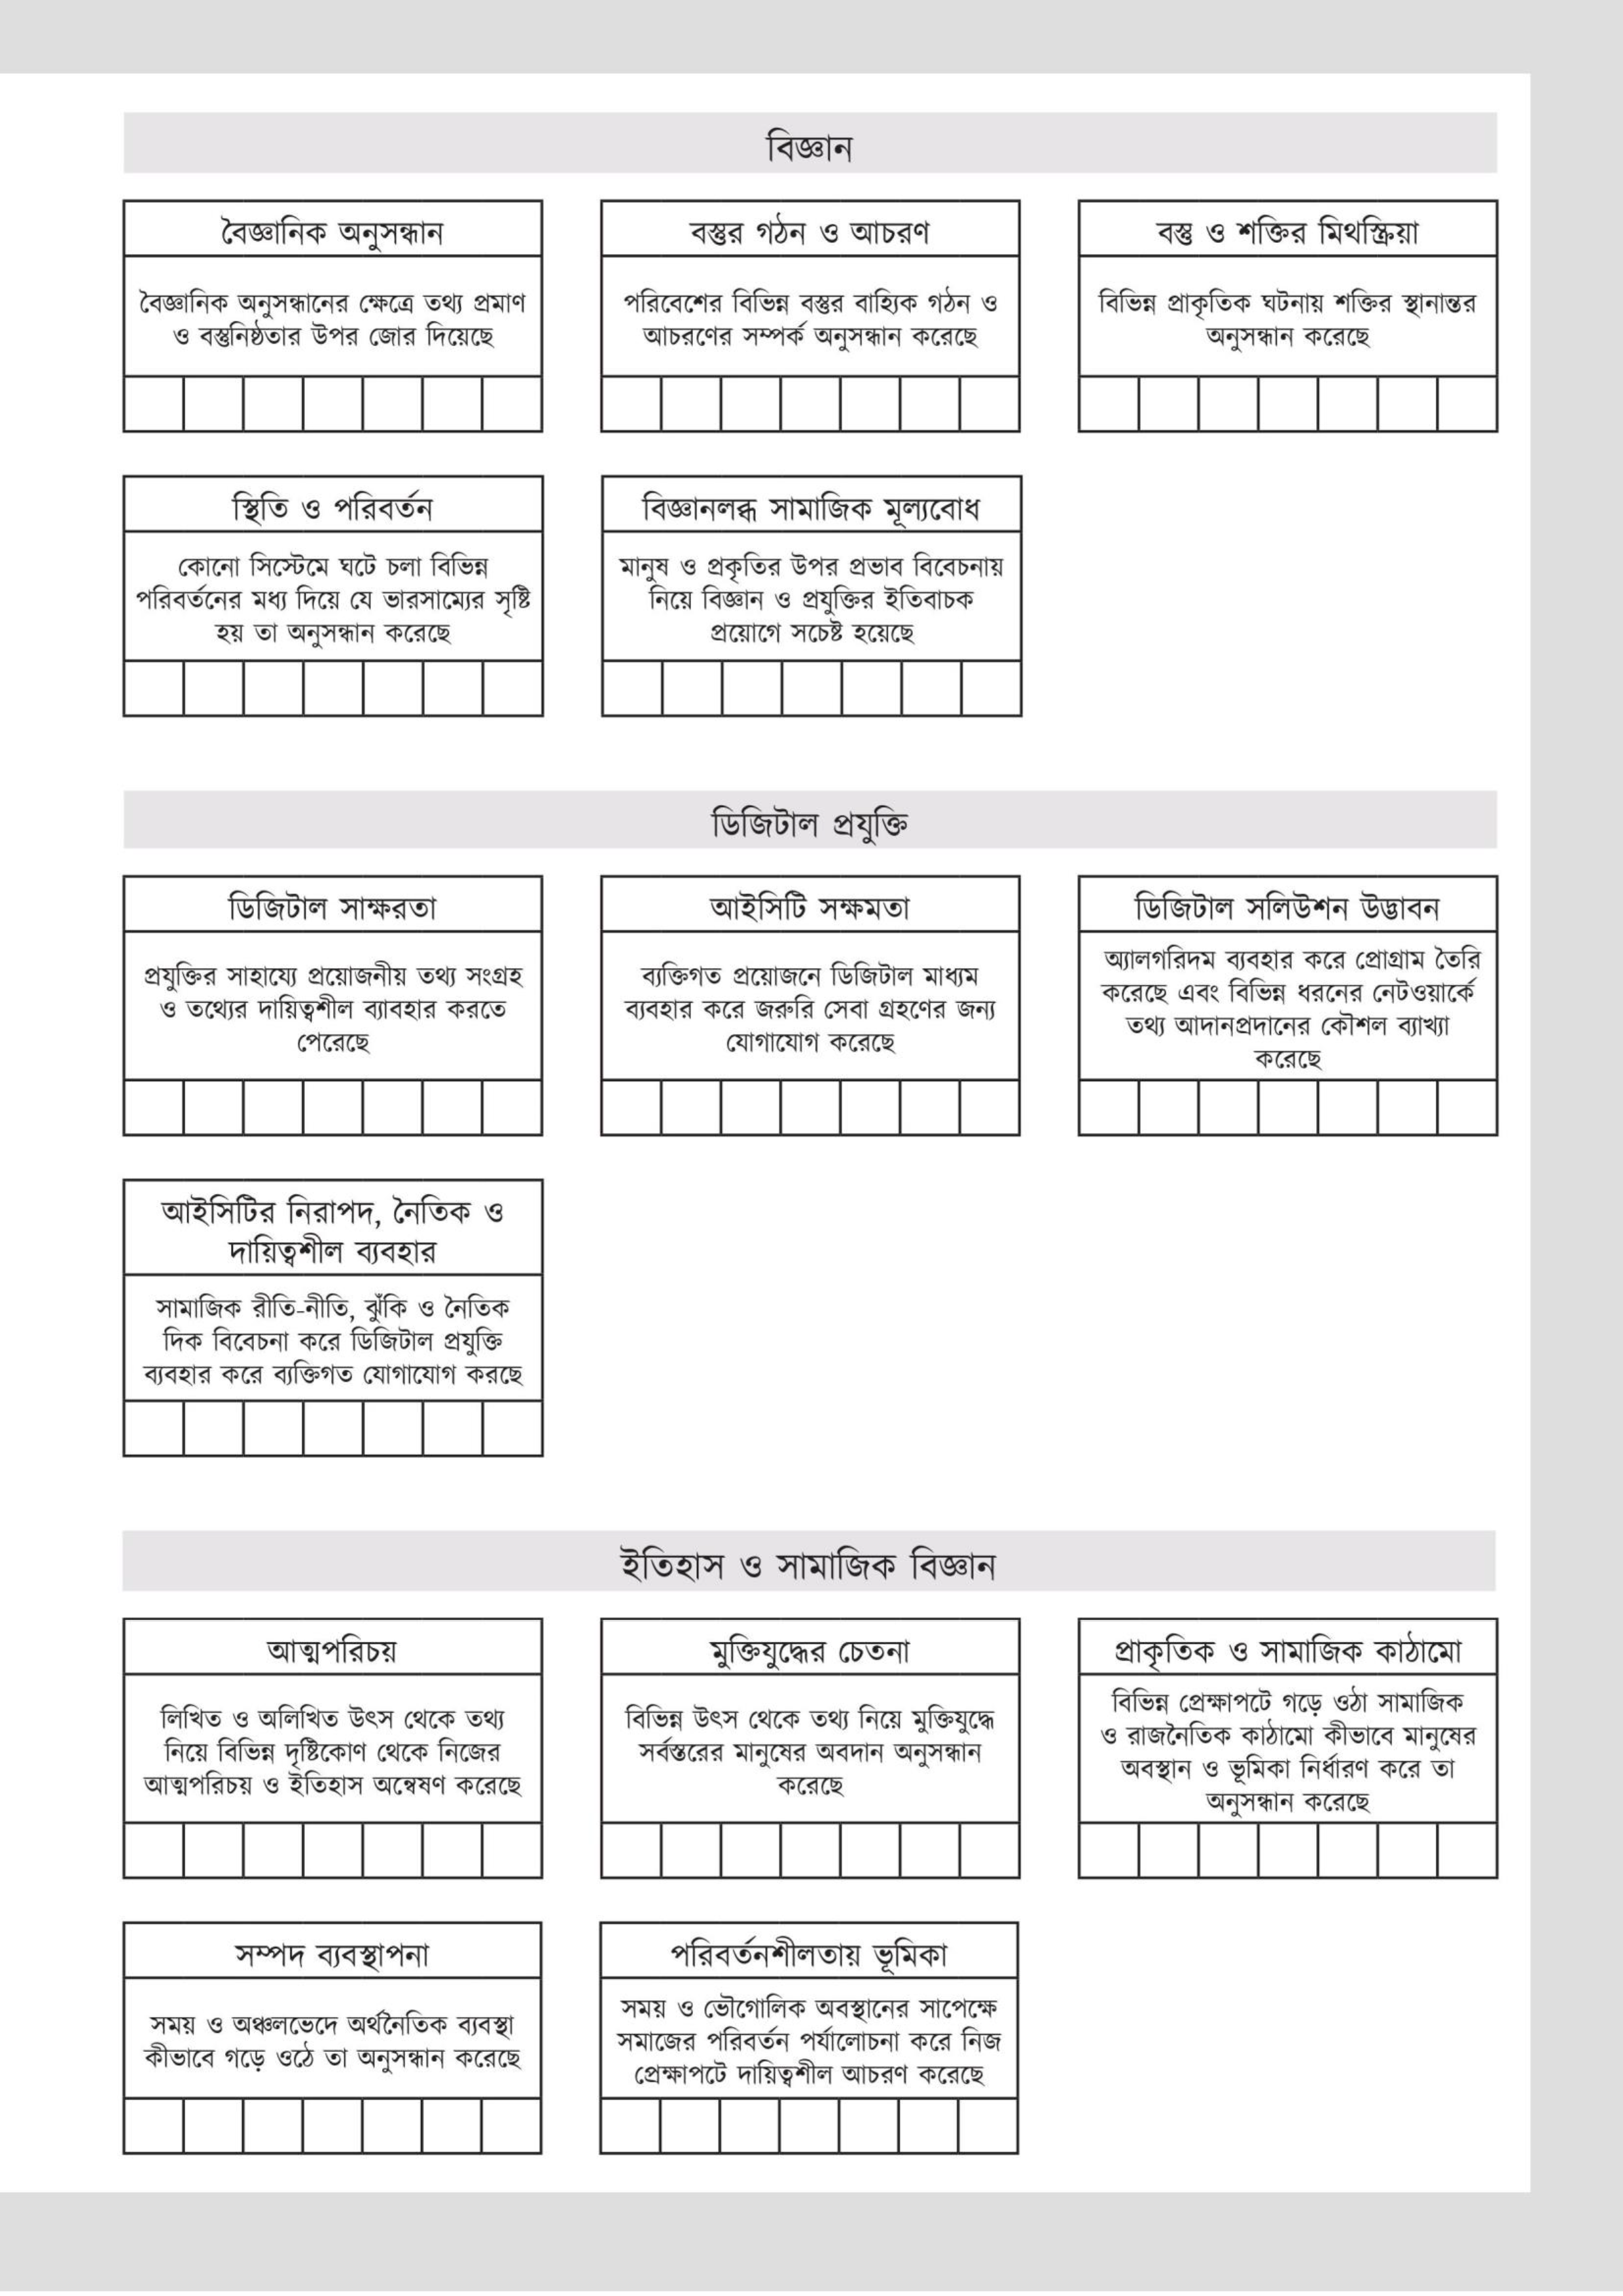 বিজ্ঞান
বৈজ্ঞানিক অনুসন্ধান
বৈজ্ঞানিক অনুসন্ধানের ক্ষেত্রে তথ্য প্রমাণ
ও বস্তুনিষ্ঠতার উপর জোর দিয়েছে
বস্তুর গঠন ও আচরণ
পরিবেশের বিভিন্ন বস্তুর বাহ্যিক গঠন ও
আচরণের সম্পর্ক অনুসন্ধান করেছে
বস্তু ও শক্তির মিথস্ক্রিয়া
বিভিন্ন প্রাকৃতিক ঘটনায় শক্তির স্থানান্তর
অনুসন্ধান করেছে
স্থিতি ও পরিবর্তন
কোনো সিস্টেমে ঘটে চলা বিভিন্ন
পরিবর্তনের মধ্য দিয়ে যে ভারসাম্যের সৃষ্টি
হয় তা অনুসন্ধান করেছে
বিজ্ঞানলব্ধ সামাজিক মূল্যবোধ
মানুষ ও প্রকৃতির উপর প্রভাব বিবেচনায়
নিয়ে বিজ্ঞান ও প্রযুক্তির ইতিবাচক
প্রয়োগে সচেষ্ট হয়েছে
ডিজিটাল প্রযুক্তি
ডিজিটাল সাক্ষরতা
প্রযুক্তির সাহায্যে প্রয়োজনীয় তথ্য সংগ্রহ
ও তথ্যের দায়িত্বশীল ব্যাবহার করতে
পেরেছে
আইসিটি সক্ষমতা
ব্যক্তিগত প্রয়োজনে ডিজিটাল মাধ্যম
ব্যবহার করে জরুরি সেবা গ্রহণের জন্য
যোগাযোগ করেছে
ডিজিটাল সলিউশন উদ্ভাবন
অ্যালগরিদম ব্যবহার করে প্রোগ্রাম তৈরি
করেছে এবং বিভিন্ন ধরনের নেটওয়ার্কে
তথ্য আদানপ্রদানের কৌশল ব্যাখ্যা
করেছে
আইসিটির নিরাপদ, নৈতিক ও
দায়িত্বশীল ব্যবহার
সামাজিক রীতি-নীতি, ঝুঁকি ও নৈতিক
দিক বিবেচনা করে ডিজিটাল প্রযুক্তি
ব্যবহার করে ব্যক্তিগত যোগাযোগ করছে
ইতিহাস ও সামাজিক বিজ্ঞান
আত্মপরিচয়
লিখিত ও অলিখিত উৎস থেকে তথ্য
নিয়ে বিভিন্ন দৃষ্টিকোণ থেকে নিজের
আত্মপরিচয় ও ইতিহাস অন্বেষণ করেছে
মুক্তিযুদ্ধের চেতনা
বিভিন্ন উৎস থেকে তথ্য নিয়ে মুক্তিযুদ্ধে
সর্বস্তরের মানুষের অবদান অনুসন্ধান
করেছে
প্রাকৃতিক ও সামাজিক কাঠামো
বিভিন্ন প্রেক্ষাপটে গড়ে ওঠা সামাজিক
ও রাজনৈতিক কাঠামো কীভাবে মানুষের
অবস্থান ও ভূমিকা নির্ধারণ করে তা
অনুসন্ধান করেছে
সম্পদ ব্যবস্থাপনা
সময় ও অঞ্চলভেদে অর্থনৈতিক ব্যবস্থা
কীভাবে গড়ে ওঠে তা অনুসন্ধান করেছে
পরিবর্তনশীলতায় ভূমিকা
সময় ও ভৌগোলিক অবস্থানের সাপেক্ষে
সমাজের পরিবর্তন পর্যালোচনা করে নিজ
প্রেক্ষাপটে দায়িত্বশীল আচরণ করেছে